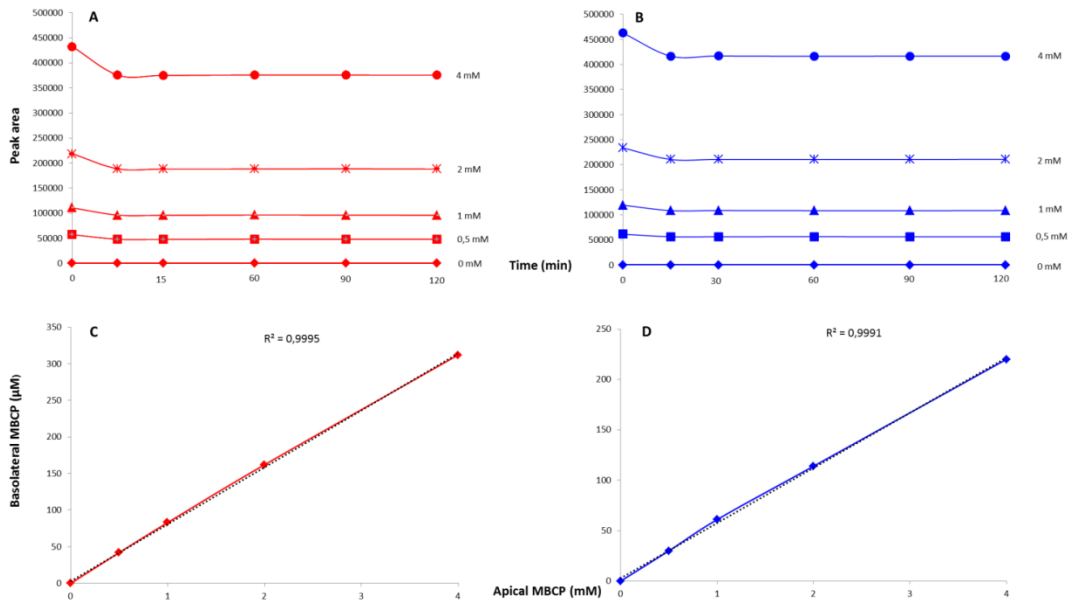 A
Peak area
500000
450000
400000
350000
300000
250000
200000
150000
100000
50000
0
4 mM
2 mM
1 mM
0,5 mM
0 mM
0 15 60 90 120
B
500000
450000
400000
350000
300000
250000
200000
150000
100000
50000
0
4 mM
2 mM
1 mM
0,5 mM
0 mM
0 30 60 90 120
Time (min)
C
R² = 0,9995
Basolateral MBCP (µM)
350
300
250
200
150
100
50
0
0 1 2 3 4
D
R² = 0,9991
250
200
150
100
50
0
0 1 2 3 4
Apical MBCP (mM)